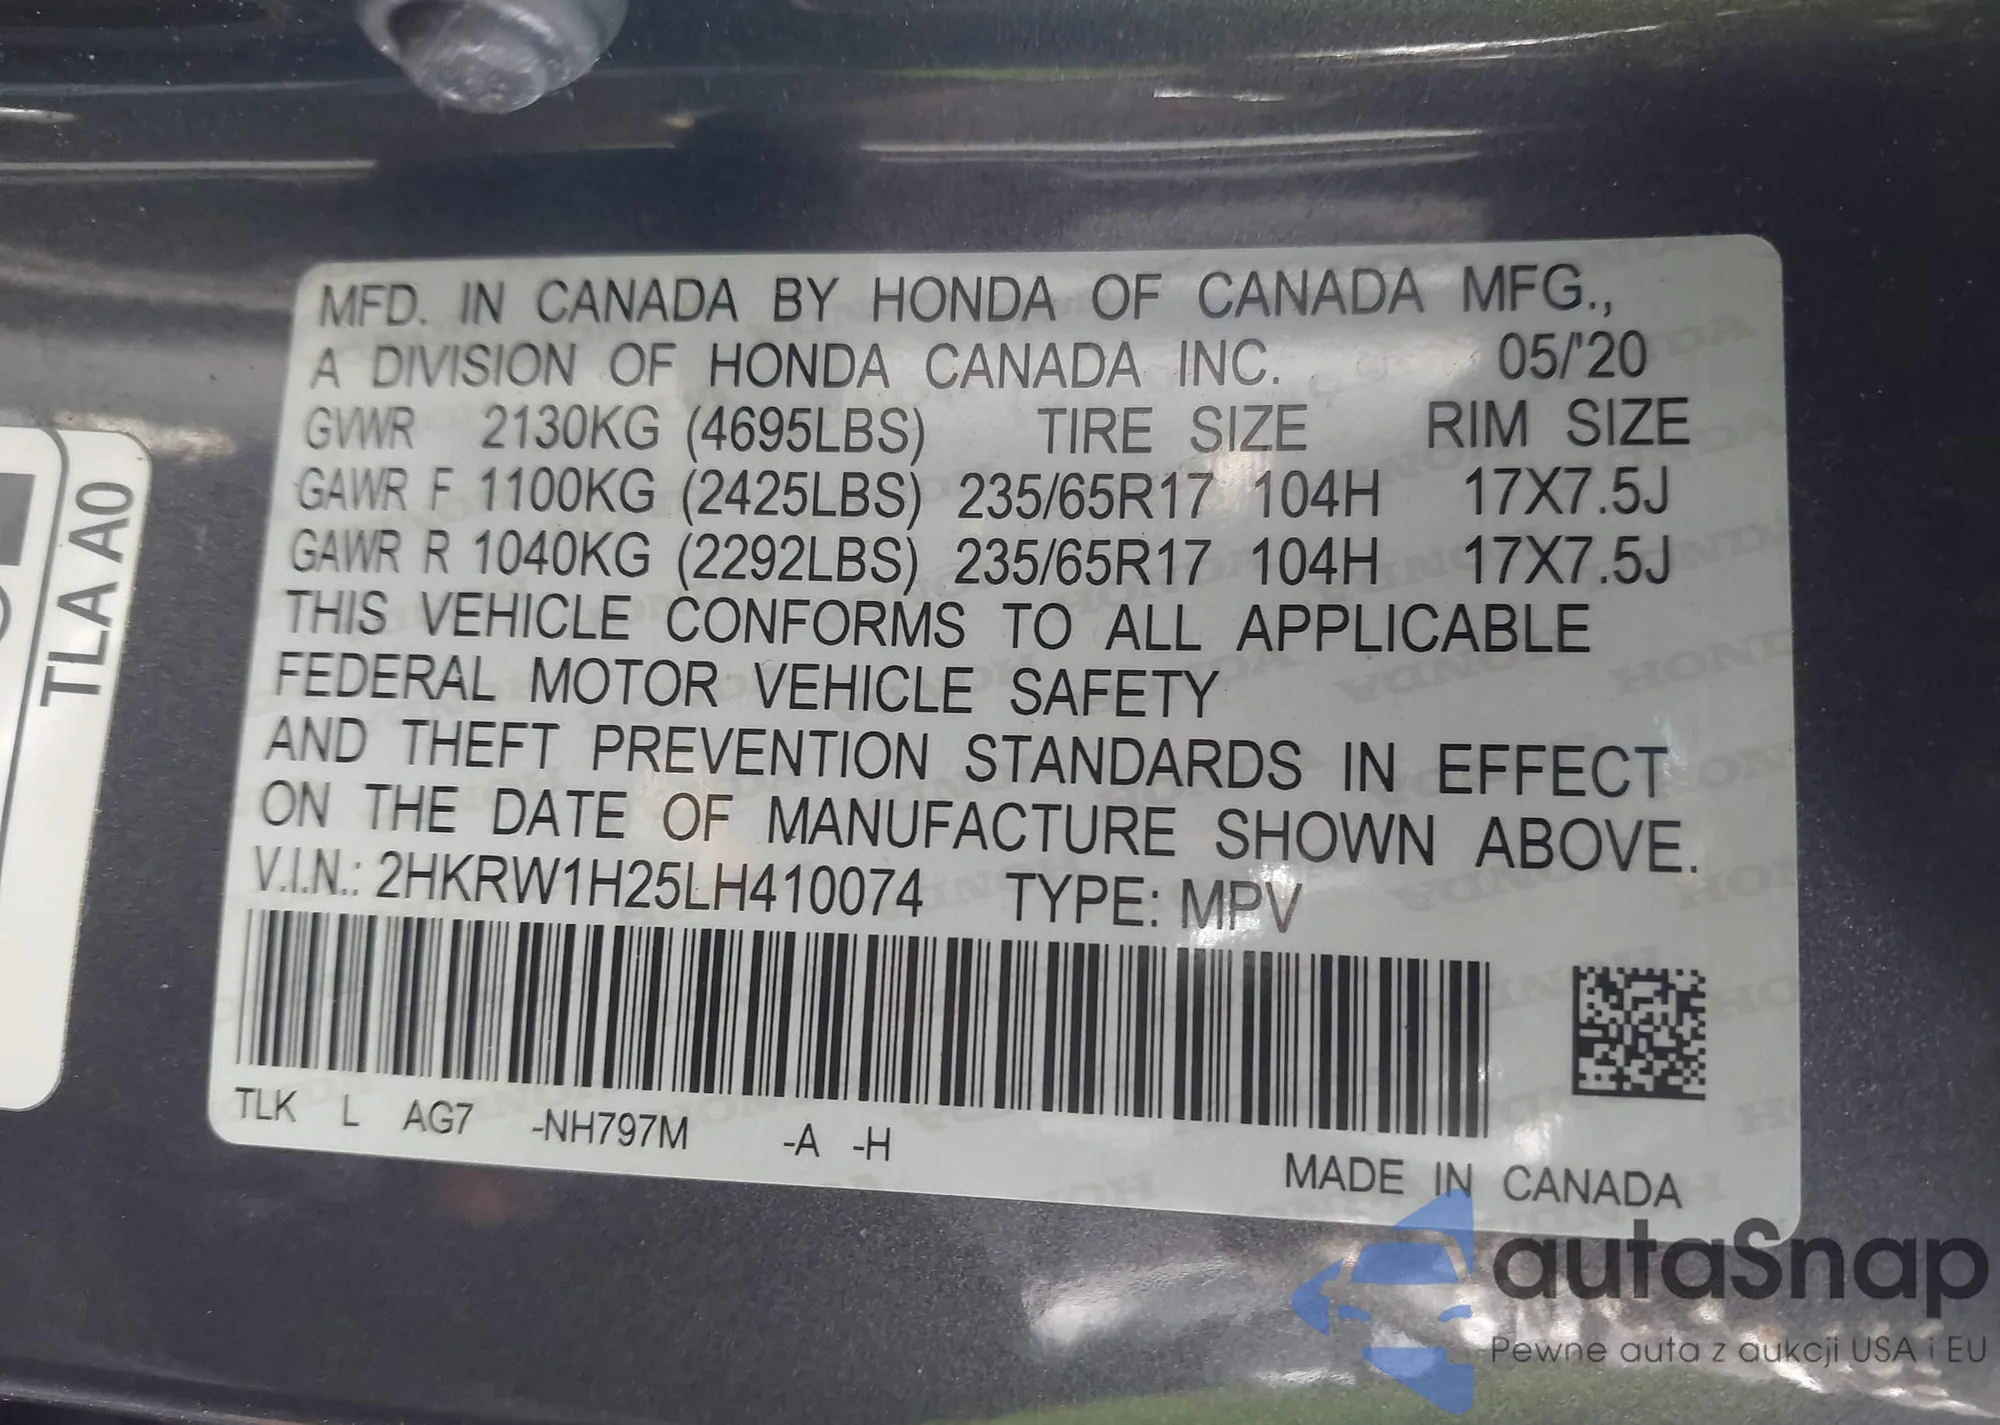 MFD. IN CANADA BY HONDA OF CANADA MFG.,
A DIVISION OF HONDA CANADA INC. 05/'20
GVWR 2130KG (4695LBS) TIRE SIZE RIM SIZE
GAWR F 1100KG (2425LBS) 235/65R17 104H 17X7.5J
GAWR R 1040KG (2292LBS) 235/65R17 104H 17X7.5J
THIS VEHICLE CONFORMS TO ALL APPLICABLE
FEDERAL MOTOR VEHICLE SAFETY
AND THEFT PREVENTION STANDARDS IN EFFECT
ON THE DATE OF MANUFACTURE SHOWN ABOVE.
V.I.N.: 2HKRW1H25LH410074 TYPE: MPV
TLK L AG7 -NH797M -A -H
MADE IN CANADA
TLA A0
autaSnap
Pewne auta z aukcji USA i EU